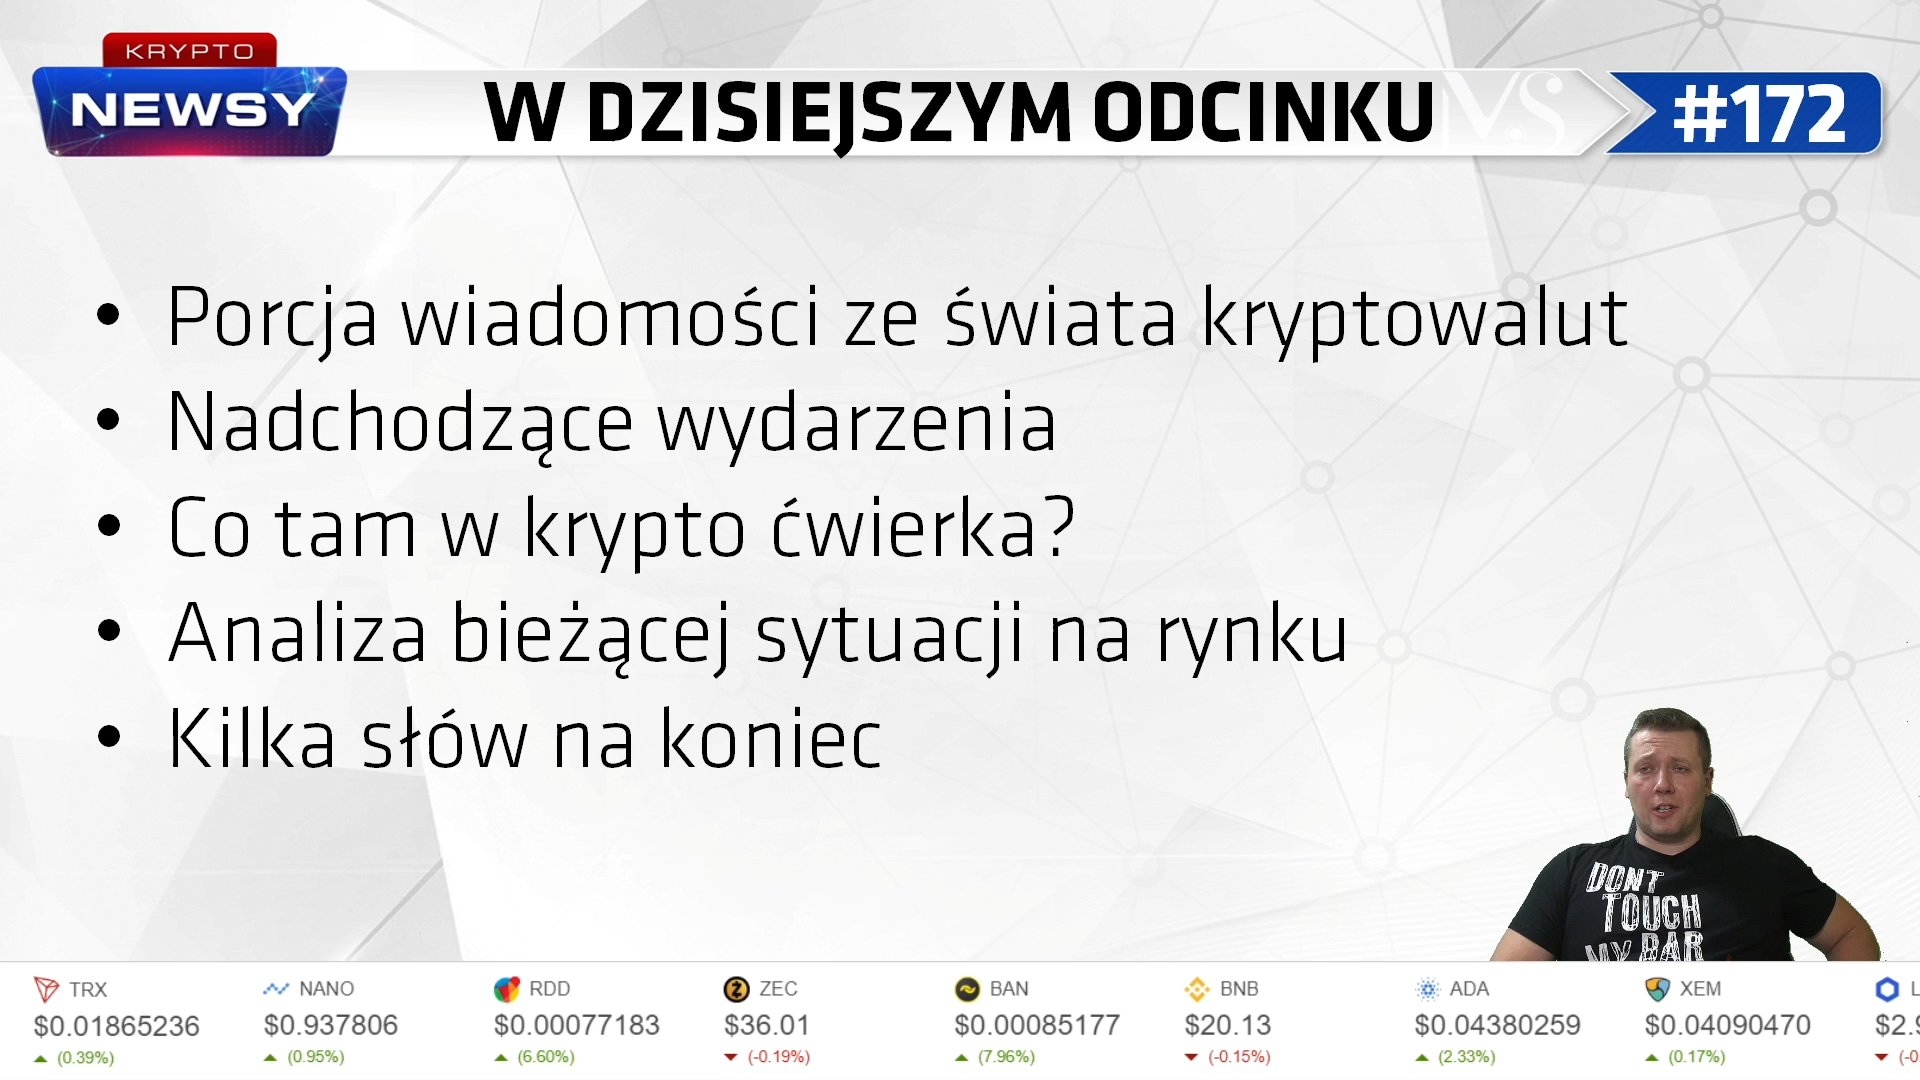 KRYPTO
NEWSY
W DZISIEJSZYM ODCINKU
#172
• Porcja wiadomości ze świata kryptowalut
• Nadchodzące wydarzenia
• Co tam w krypto ćwierka?
• Analiza bieżącej sytuacji na rynku
• Kilka słów na koniec
DONT
TOUCH
MY BAR
TRX NANO RDD ZEC BAN BNB ADA XEM
$0.01865236 $0.937806 $0.00077183 $36.01 $0.00085177 $20.13 $0.04380259 $0.04090470
(0.39%) (0.95%) (6.60%) (-0.19%) (7.96%) (-0.15%) (2.33%) (0.17%)